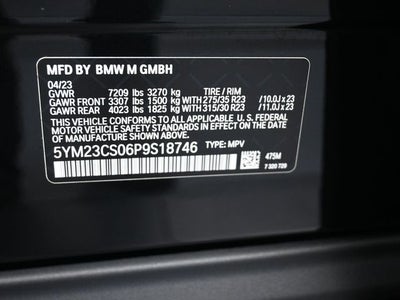 MFD BY BMW M GMBH
04/23
GVWR 7209 lbs 3270 kg TIRE / RIM
GAWR FRONT 3307 lbs 1500 kg 275/35 R23 /10.0J x 23
GAWR REAR 4023 lbs 1825 kg 315/30 R23 /11.0J x 23
THIS VEHICLE CONFORMS TO ALL APPLICABLE U.S. FEDERAL
MOTOR VEHICLE SAFETY STANDARDS IN EFFECT ON THE DATE OF
MANUFACTURE SHOWN ABOVE.
5YM23CS06P9S18746 TYPE: MPV
475M
7 320 720